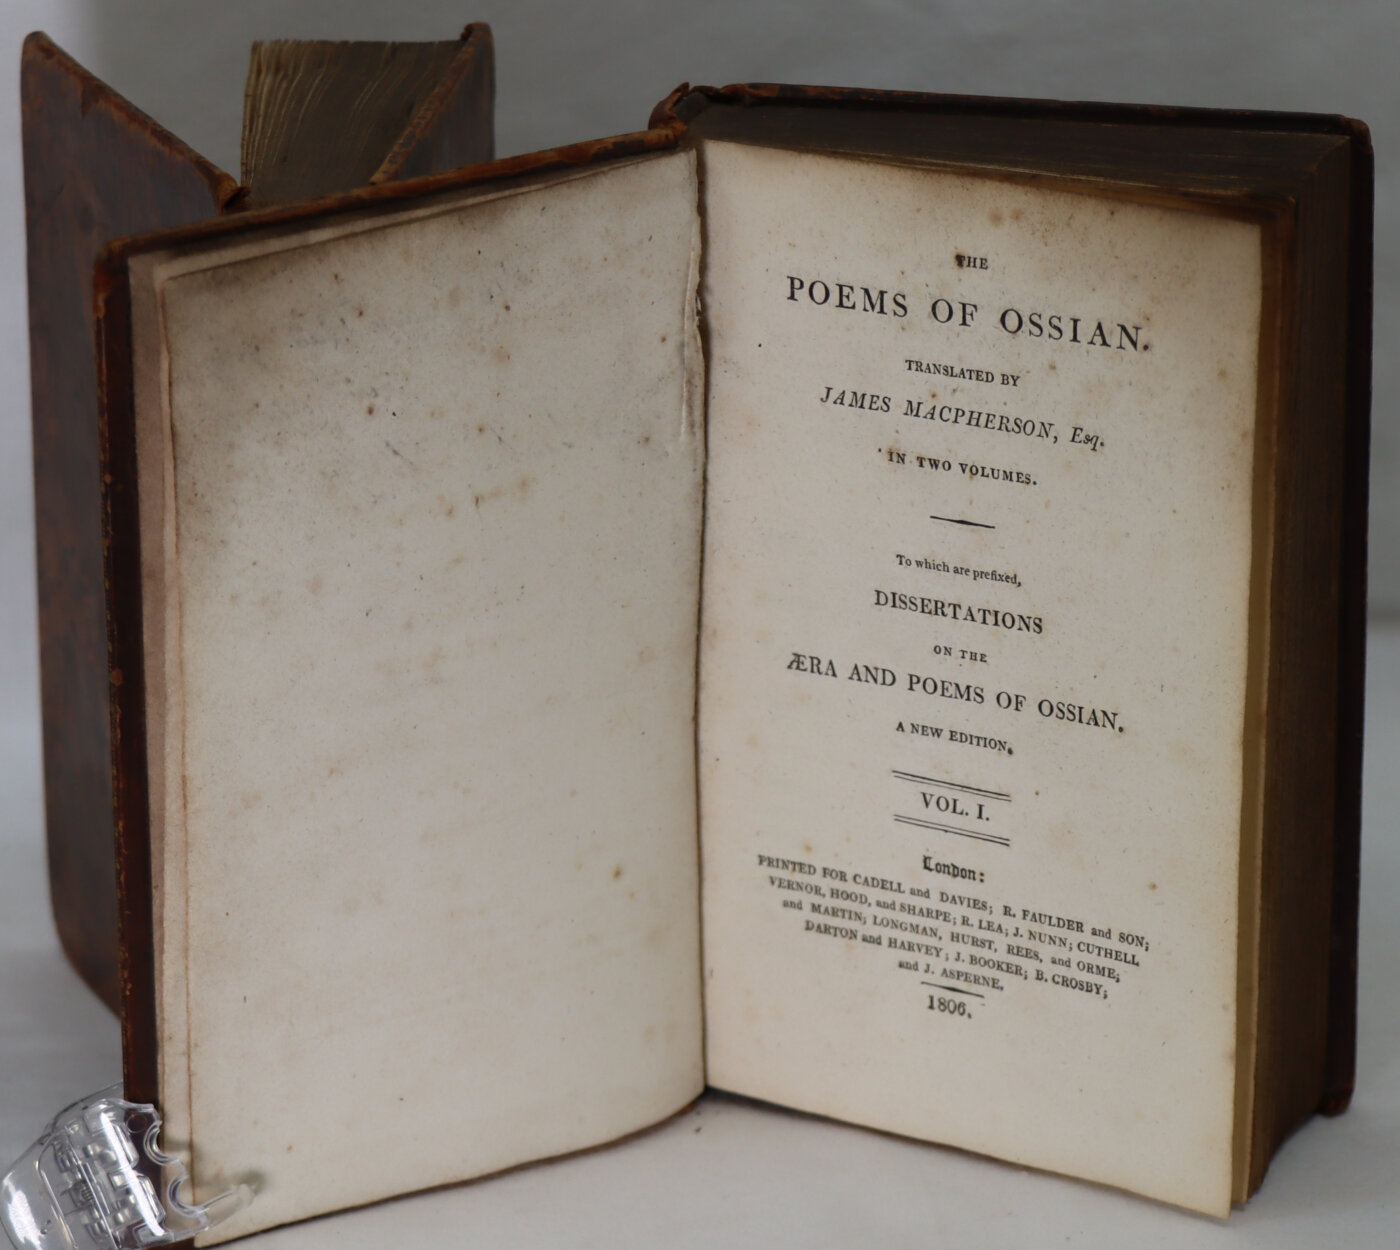 THE
POEMS OF OSSIAN.
TRANSLATED BY
JAMES MACPHERSON, Esq.
IN TWO VOLUMES.
To which are prefixed,
DISSERTATIONS
ON THE
ÆRA AND POEMS OF OSSIAN.
A NEW EDITION.
VOL. I.
London:
PRINTED FOR CADELL and DAVIES; R. FAULDER and SON;
VERNOR, HOOD, and SHARPE; R. LEA; J. NUNN; CUTHELL
and MARTIN; LONGMAN, HURST, REES, and ORME;
DARTON and HARVEY; J. BOOKER; B. CROSBY;
and J. ASPERNE.
1806.